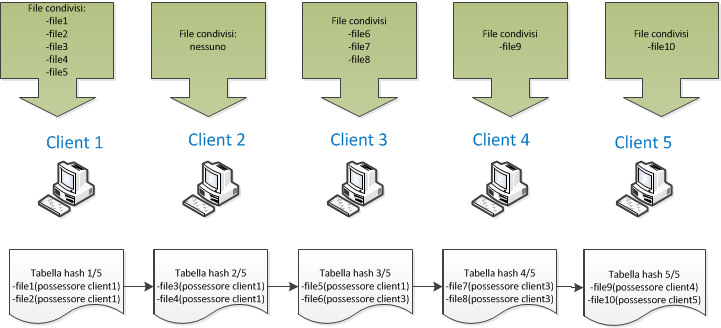 File condivisi:
-file1
-file2
-file3
-file4
-file5
File condivisi:
nessuno
File condivisi
-file6
-file7
-file8
File condivisi
-file9
File condivisi
-file10
Client 1
Client 2
Client 3
Client 4
Client 5
Tabella hash 1/5
-file1(possessore client1)
-file2(possessore client1)
Tabella hash 2/5
-file3(possessore client1)
-file4(possessore client1)
Tabella hash 3/5
-file5(possessore client1)
-file6(possessore client3)
Tabella hash 4/5
-file7(possessore client3)
-file8(possessore client3)
Tabella hash 5/5
-file9(possessore client4)
-file10(possessore client5)